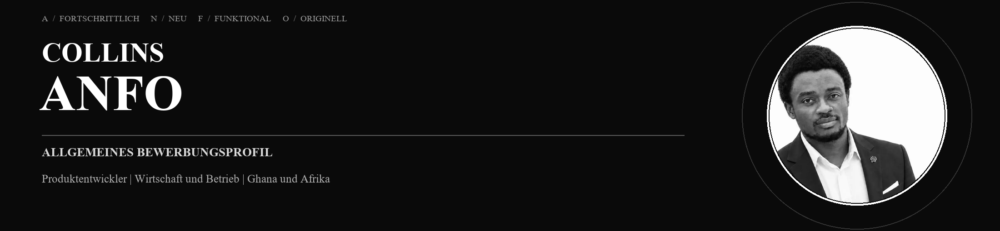 A / FORTSCHRITTLICH N / NEU F / FUNKTIONAL O / ORIGINELL
COLLINS
ANFO
ALLGEMEINES BEWERBUNGSPROFIL
Produktentwickler | Wirtschaft und Betrieb | Ghana und Afrika